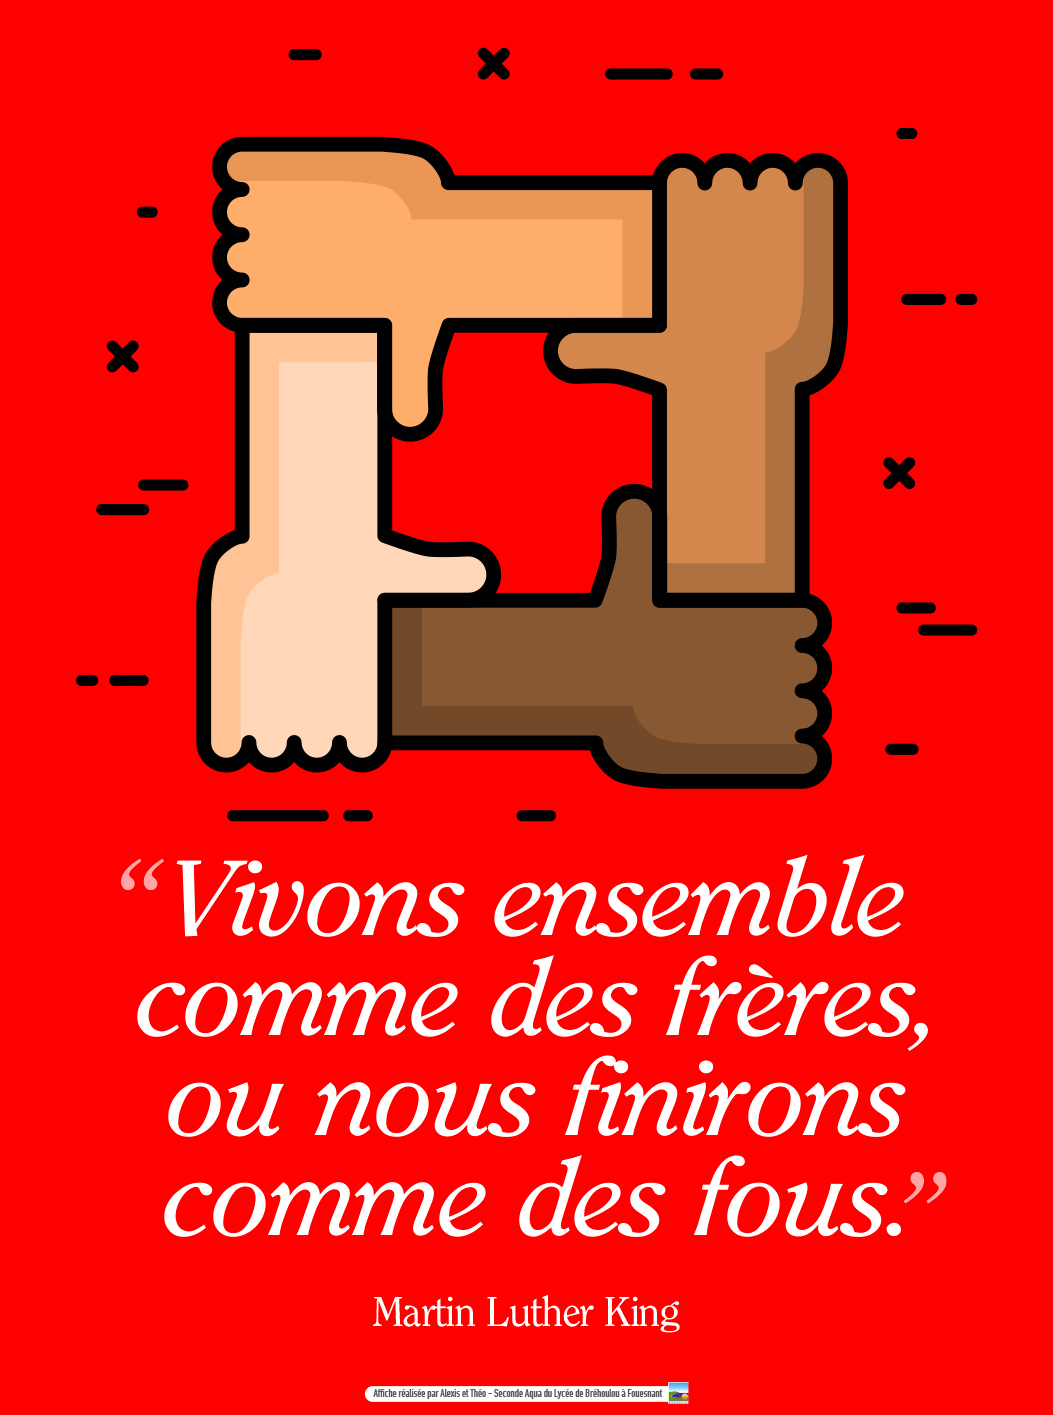 “Vivons ensemble
comme des frères,
ou nous finirons
comme des fous.”
Martin Luther King
Affiche réalisée par Alexis et Théo - Seconde Aqua du Lycée de Bréhoulou à Fouesnant